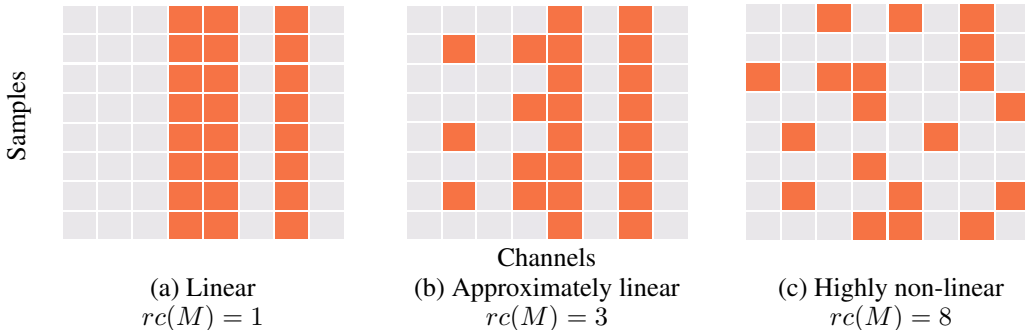 Samples
Channels
(a) Linear
rc(M) = 1
(b) Approximately linear
rc(M) = 3
(c) Highly non-linear
rc(M) = 8